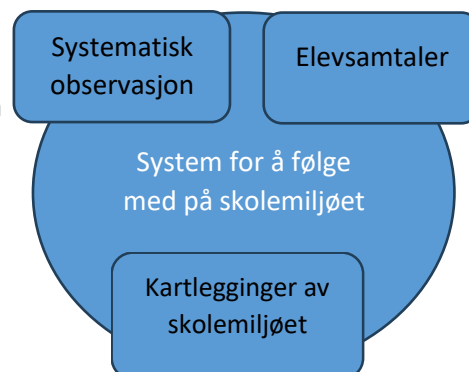 Systematisk
observasjon
Elevsamtaler
System for å følge
med på skolemiljøet
Kartlegginger av
skolemiljøet